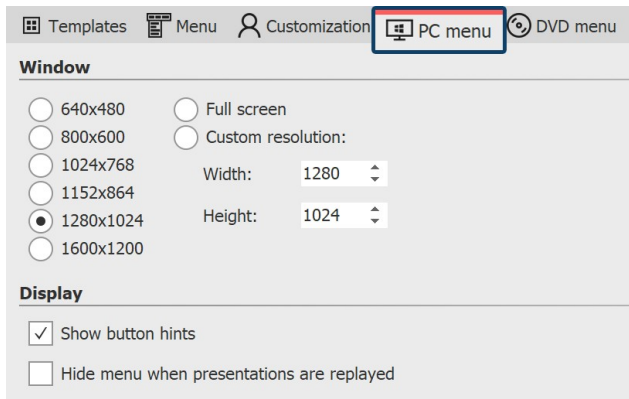 Templates Menu Customization PC menu DVD menu
Window
640x480 Full screen
800x600 Custom resolution:
1024x768 Width: 1280
1152x864
1280x1024 Height: 1024
1600x1200
Display
Show button hints
Hide menu when presentations are replayed